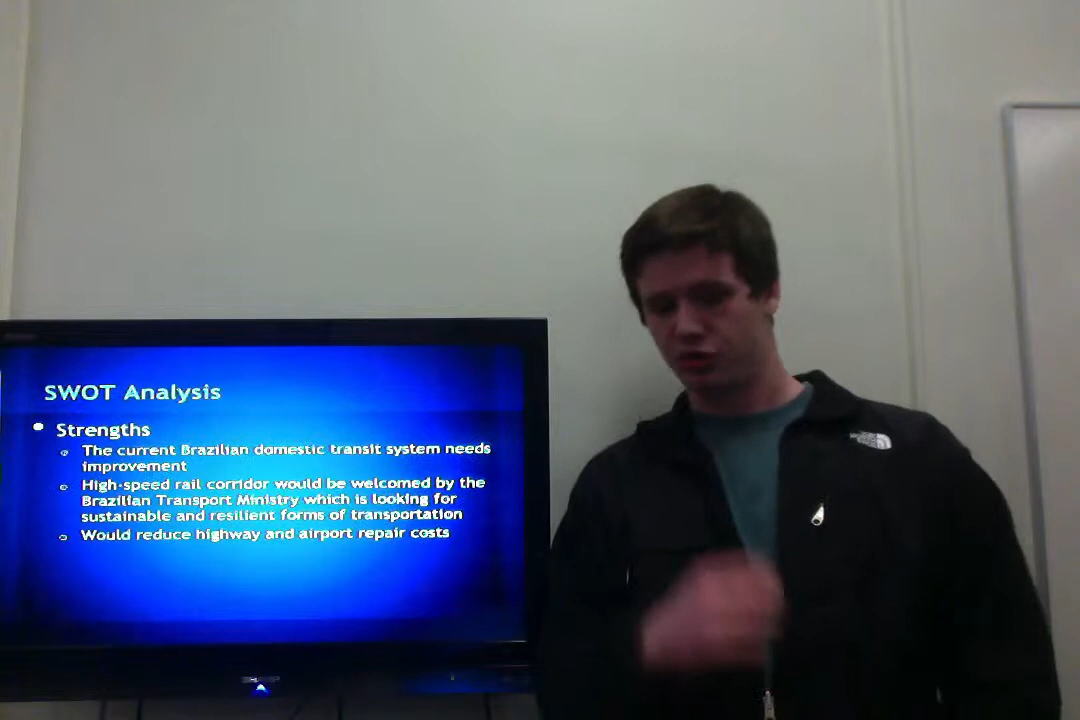 SWOT Analysis
Strengths
The current Brazilian domestic transit system needs
improvement
High-speed rail corridor would be welcomed by the
Brazilian Transport Ministry which is looking for
sustainable and resilient forms of transportation
Would reduce highway and airport repair costs